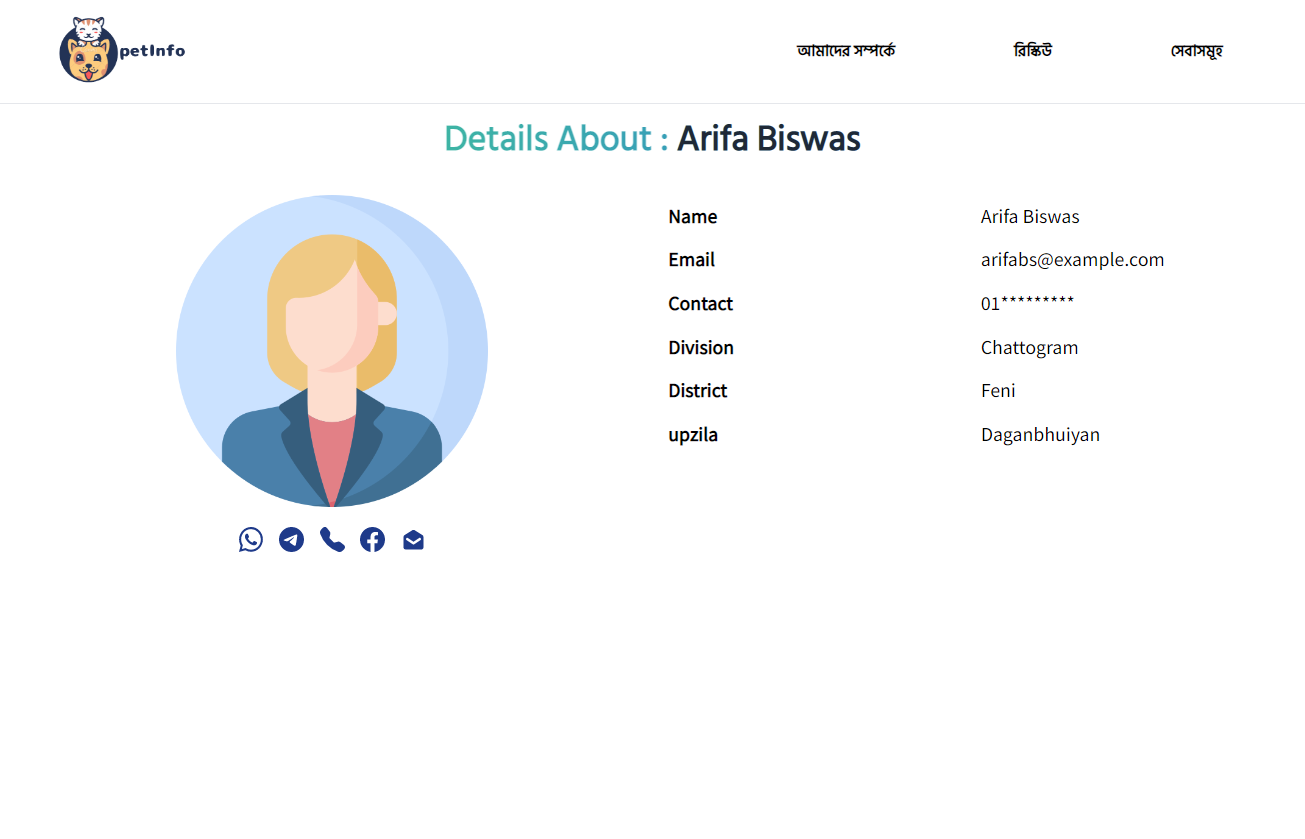 petInfo
আমাদের সম্পর্কে রিস্কিউ সেবাসমূহ
Details About : Arifa Biswas
Name Arifa Biswas
Email arifabs@example.com
Contact 01*********
Division Chattogram
District Feni
upzila Daganbhuiyan